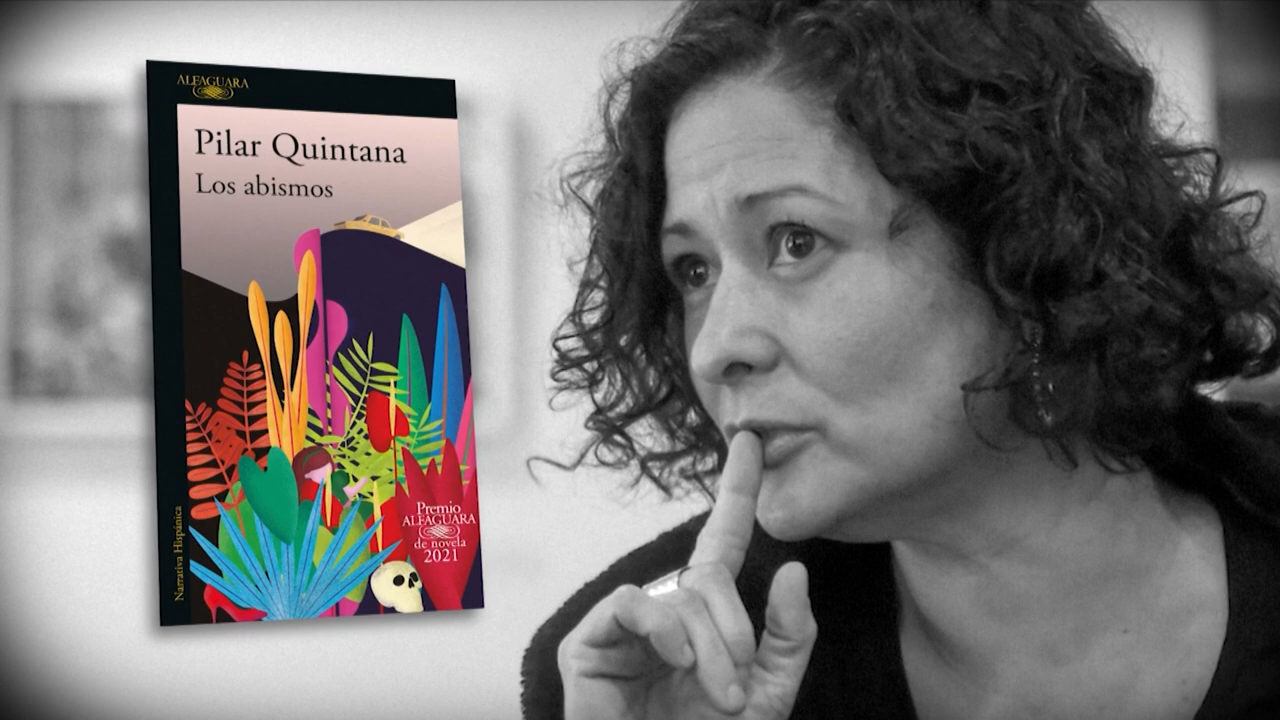 ALFAGUARA
Pilar Quintana
Los abismos
Premio
ALFAGUARA
de novela
2021
Narrativa Hispánica